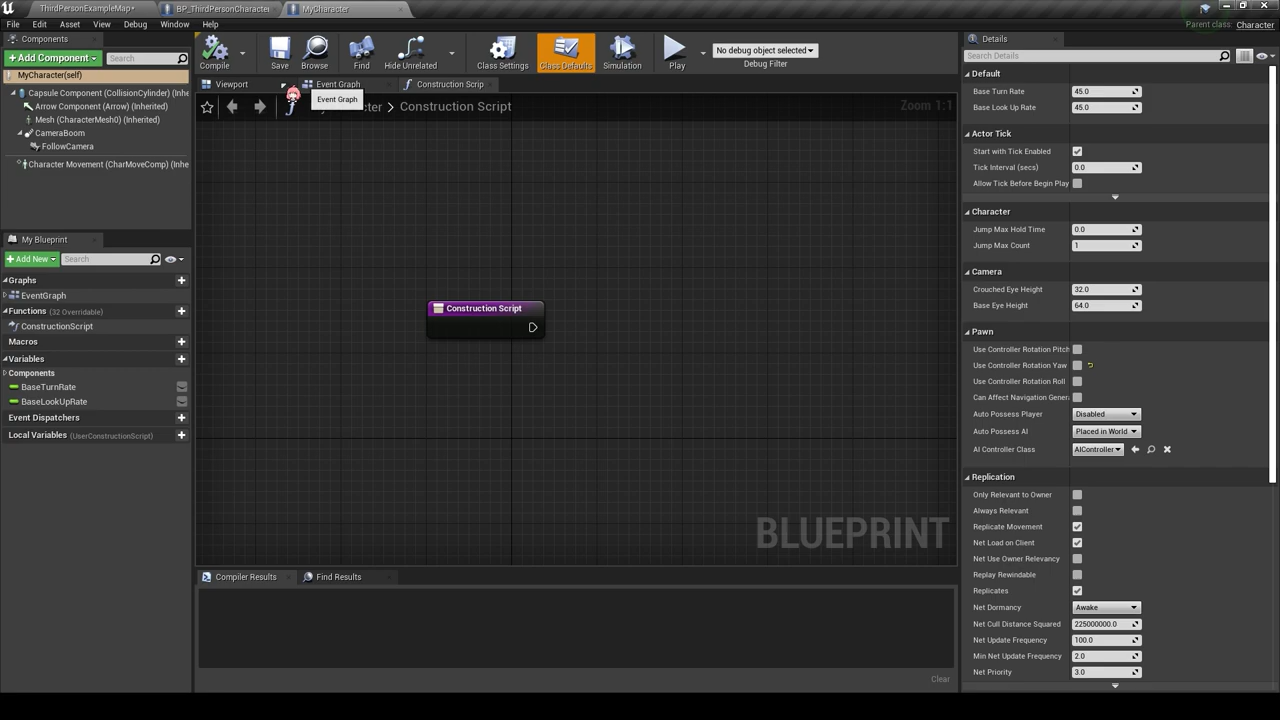 ThirdPersonExampleMap*
BP_ThirdPersonCharacter
MyCharacter
File Edit Asset View Debug Window Help
Parent class: Character
Components
+ Add Component
Search
MyCharacter(self)
Capsule Component (CollisionCylinder) (Inhe
Arrow Component (Arrow) (Inherited)
Mesh (CharacterMesh0) (Inherited)
CameraBoom
FollowCamera
Character Movement (CharMoveComp) (Inhe
My Blueprint
+ Add New
Search
Graphs
EventGraph
Functions (32 Overridable)
ConstructionScript
Macros
Variables
Components
BaseTurnRate
BaseLookUpRate
Event Dispatchers
Local Variables (UserConstructionScript)
Compile Save Browse Find Hide Unrelated Class Settings Class Defaults Simulation Play
No debug object selected
Debug Filter
Viewport Event Graph Construction Scrip
Event Graph
Construction Script
Zoom 1:1
Construction Script
BLUEPRINT
Compiler Results Find Results
Clear
Details
Search Details
Default
Base Turn Rate 45.0
Base Look Up Rate 45.0
Actor Tick
Start with Tick Enabled
Tick Interval (secs) 0.0
Allow Tick Before Begin Play
Character
Jump Max Hold Time 0.0
Jump Max Count 1
Camera
Crouched Eye Height 32.0
Base Eye Height 64.0
Pawn
Use Controller Rotation Pitch
Use Controller Rotation Yaw
Use Controller Rotation Roll
Can Affect Navigation Genera
Auto Possess Player Disabled
Auto Possess AI Placed in World
AI Controller Class AIController
Replication
Only Relevant to Owner
Always Relevant
Replicate Movement
Net Load on Client
Net Use Owner Relevancy
Replay Rewindable
Replicates
Net Dormancy Awake
Net Cull Distance Squared 225000000.0
Net Update Frequency 100.0
Min Net Update Frequency 2.0
Net Priority 3.0